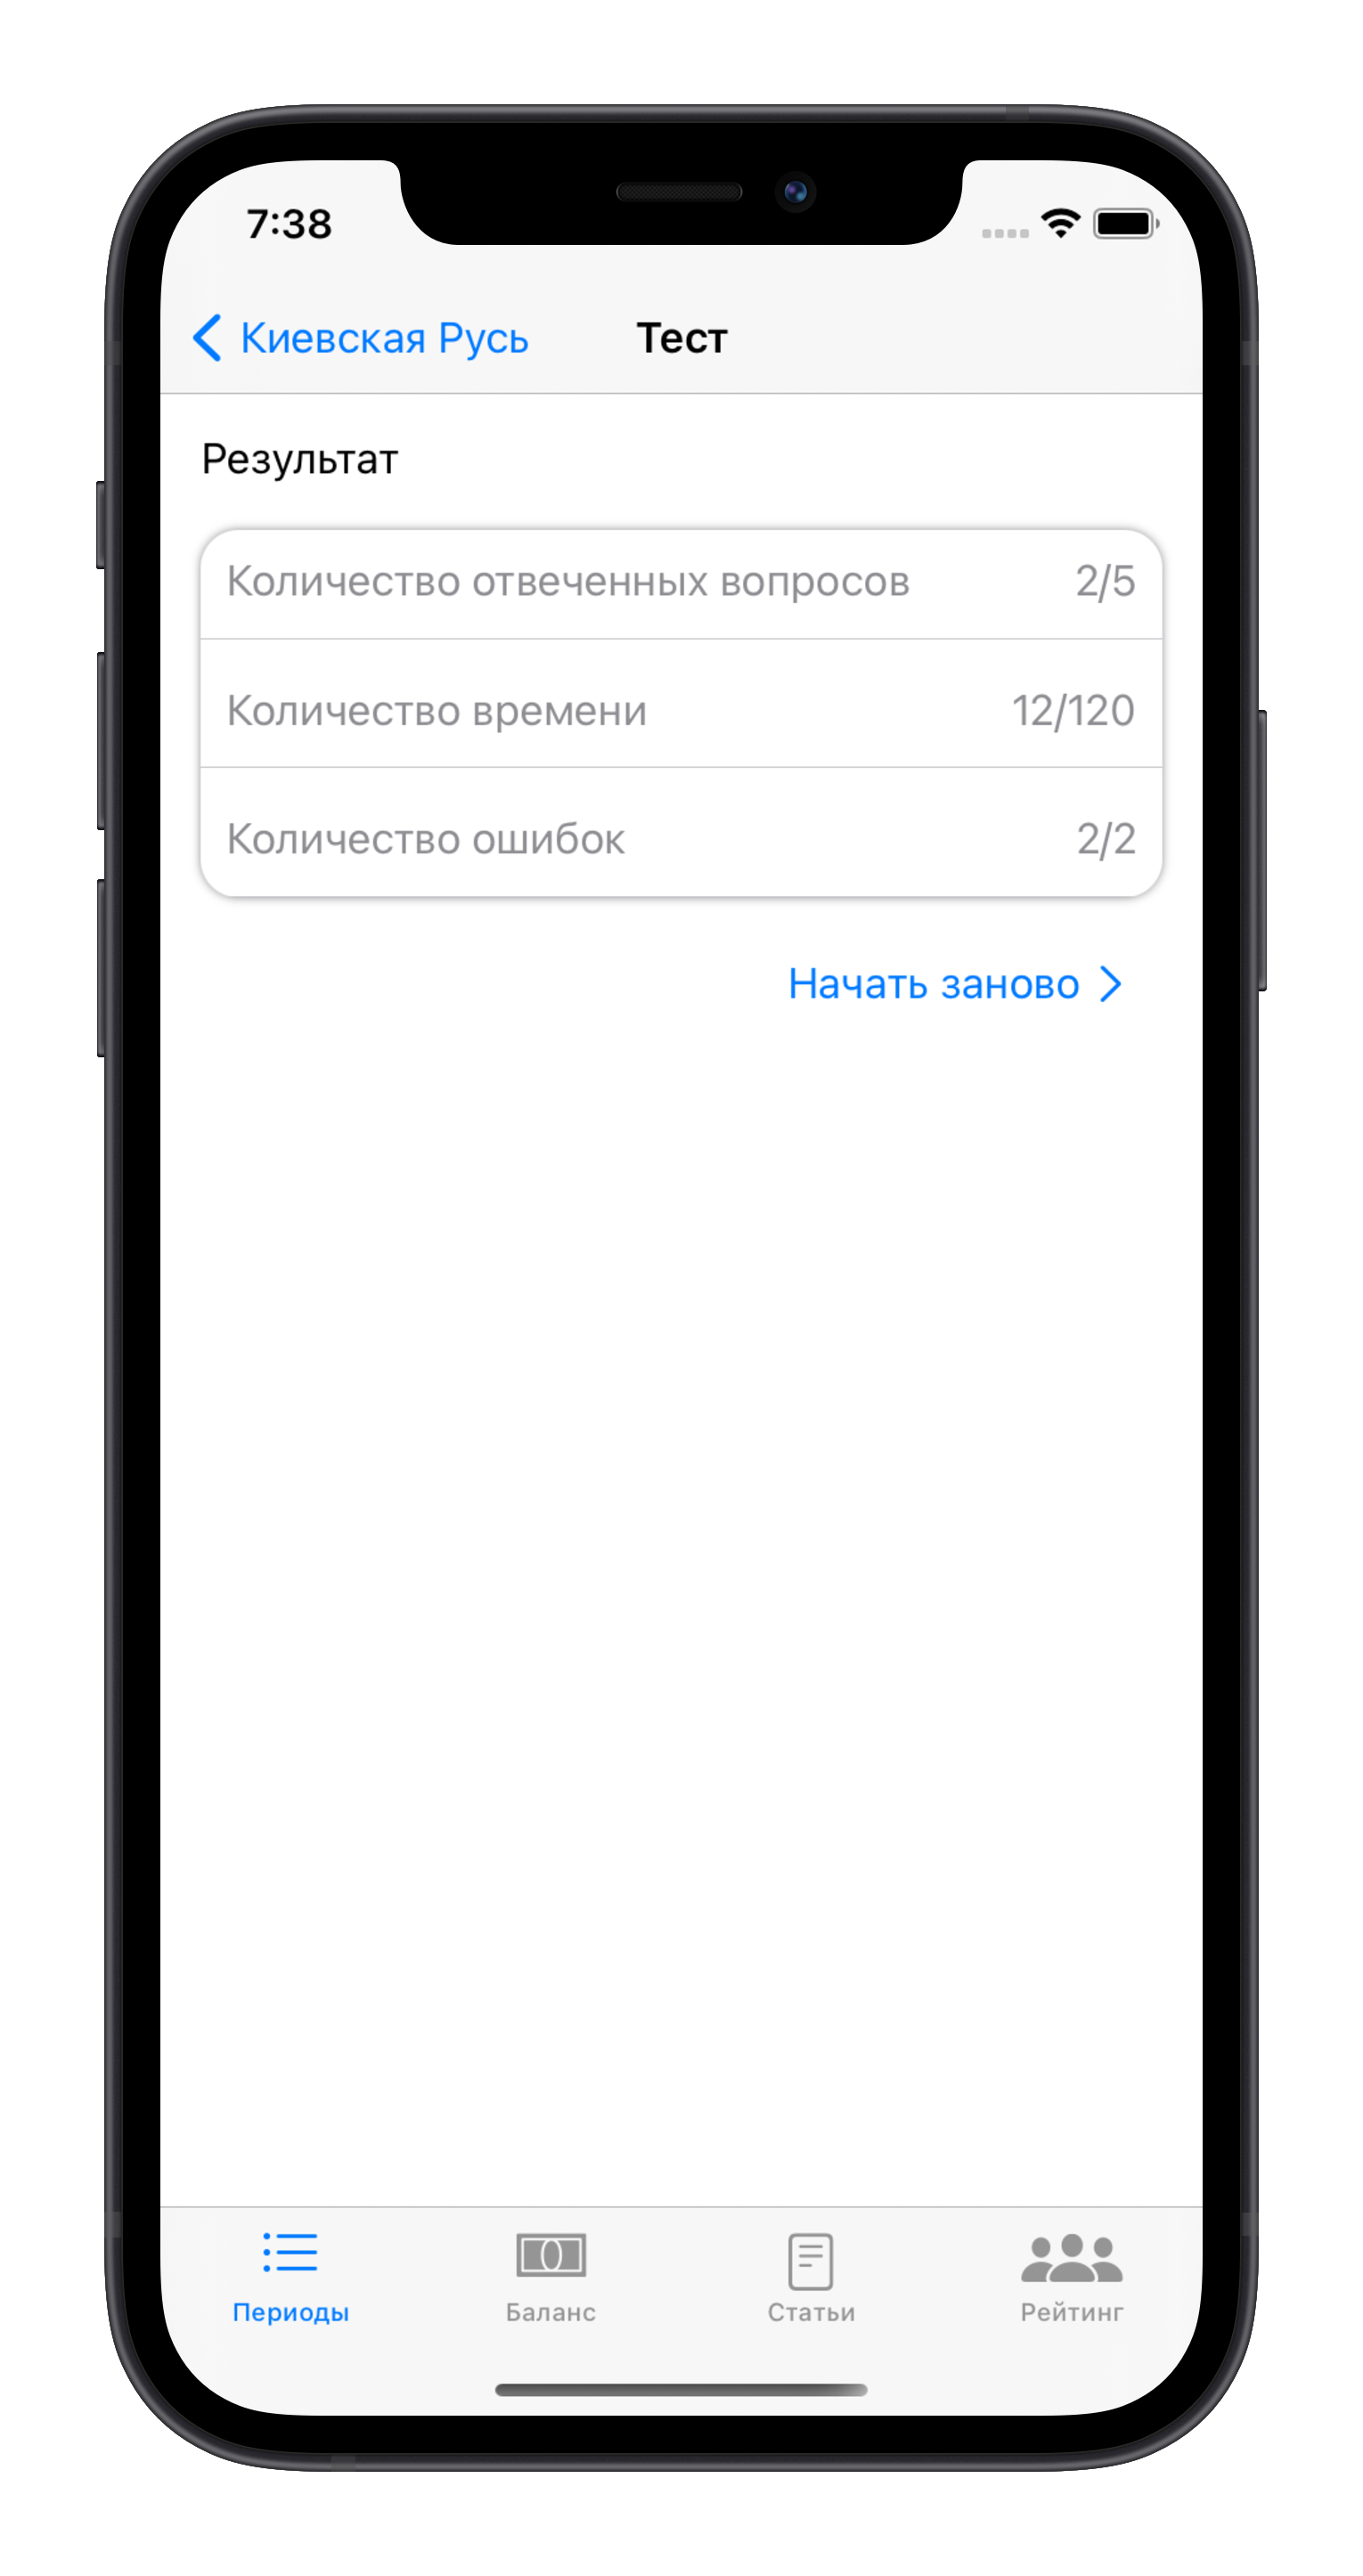 7:38
Киевская Русь
Тест
Результат
Количество отвеченных вопросов 2/5
Количество времени 12/120
Количество ошибок 2/2
Начать заново
Периоды Баланс Статьи Рейтинг